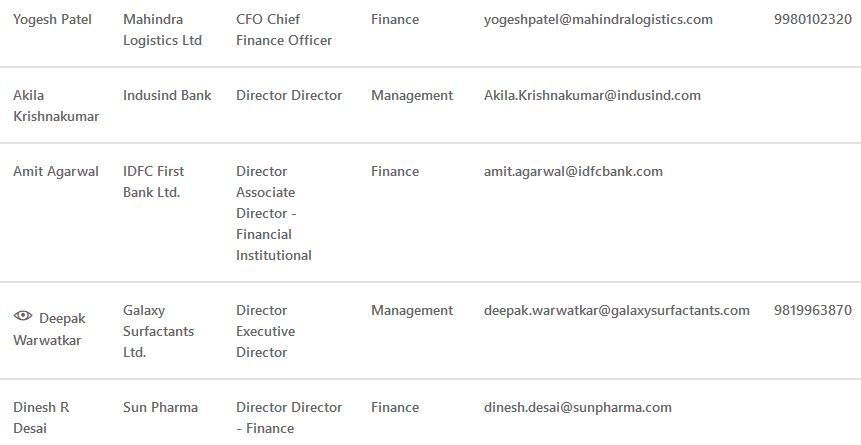 Yogesh Patel Mahindra CFO Chief Finance yogeshpatel@mahindralogistics.com 9980102320
Logistics Ltd Finance Officer
Akila Indusind Bank Director Director Management Akila.Krishnakumar@indusind.com
Krishnakumar
Amit Agarwal IDFC First Director Finance amit.agarwal@idfcbank.com
Bank Ltd. Associate
Director -
Financial
Institutional
Deepak Galaxy Director Management deepak.warwatkar@galaxysurfactants.com 9819963870
Warwatkar Surfactants Executive
Ltd. Director
Dinesh R Sun Pharma Director Director Finance dinesh.desai@sunpharma.com
Desai - Finance